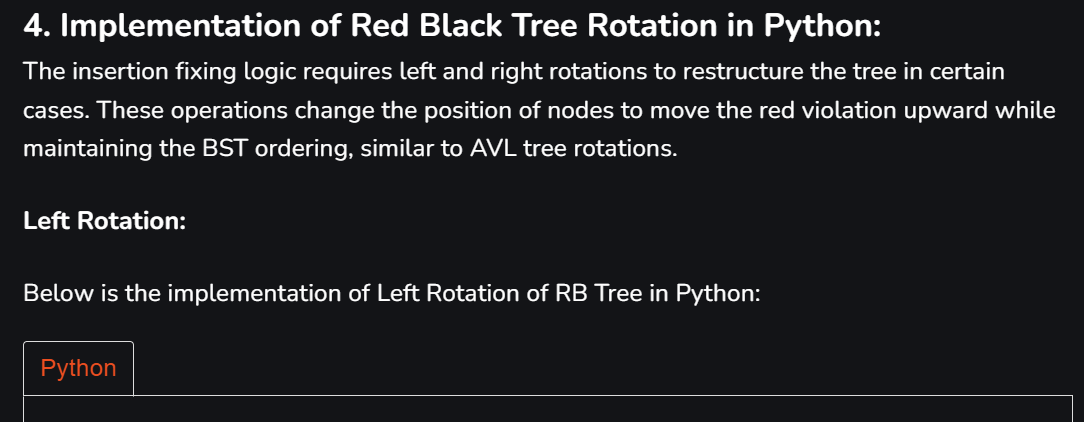 4. Implementation of Red Black Tree Rotation in Python:
The insertion fixing logic requires left and right rotations to restructure the tree in certain
cases. These operations change the position of nodes to move the red violation upward while
maintaining the BST ordering, similar to AVL tree rotations.
Left Rotation:
Below is the implementation of Left Rotation of RB Tree in Python:
Python